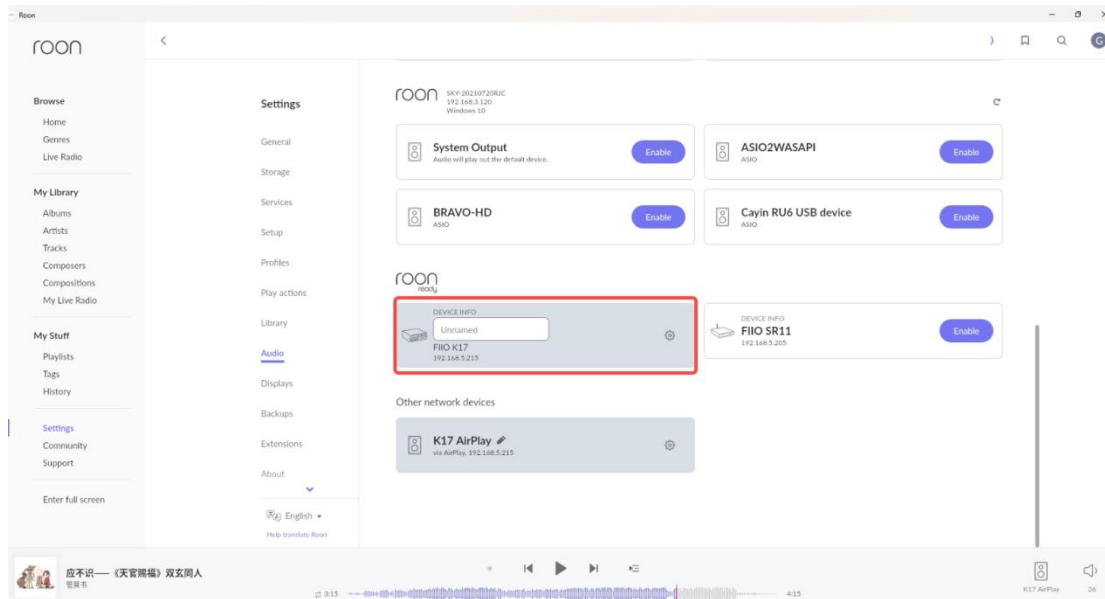 Roon
roon
Browse
Home
Genres
Live Radio
My Library
Albums
Artists
Tracks
Composers
Compositions
My Live Radio
My Stuff
Playlists
Tags
History
Settings
Community
Support
Enter full screen
Settings
General
Storage
Services
Setup
Profiles
Play actions
Library
Audio
Displays
Backups
Extensions
About
English
Help translate Roon
G
roon
SKY-20210720RJC
192.168.3.120
Windows 10
System Output
Audio will play out the default device.
Enable
ASIO2WASAPI
ASIO
Enable
BRAVO-HD
ASIO
Enable
Cayin RU6 USB device
ASIO
Enable
roon
ready
DEVICE INFO
Unnamed
FIIO K17
192.168.5.215
DEVICE INFO
FIIO SR11
192.168.5.205
Enable
Other network devices
K17 AirPlay
via AirPlay, 192.168.5.215
应不识——《天官赐福》双玄同人
3:15
4:15
K17 AirPlay
26